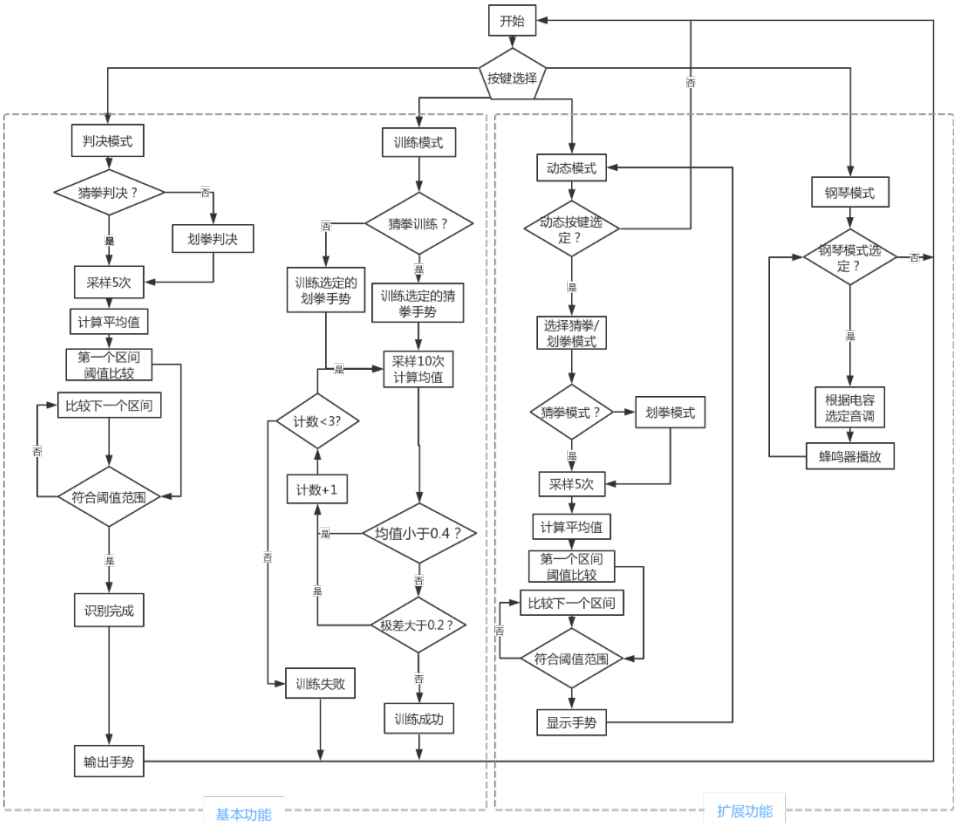 开始
按键选择
否
判决模式
猜拳判决？
否
划拳判决
是
采样5次
计算平均值
第一个区间
阈值比较
比较下一个区间
否
符合阈值范围
是
识别完成
输出手势
训练模式
猜拳训练？
否
是
训练选定的
划拳手势
训练选定的猜
拳手势
是
采样10次
计算均值
计数<3?
计数+1
是
均值小于0.4？
否
是
否
极差大于0.2？
否
训练失败
训练成功
基本功能
动态模式
动态按键选
定？
是
选择猜拳/
划拳模式
猜拳模式？
划拳模式
是
采样5次
计算平均值
第一个区间
阈值比较
比较下一个区间
否
符合阈值范围
显示手势
钢琴模式
钢琴模式选
定？
否
是
根据电容
选定音调
蜂鸣器播放
扩展功能